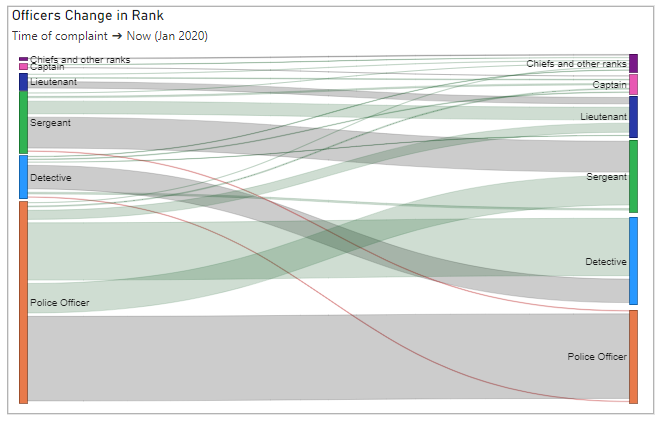 Officers Change in Rank
Time of complaint ➔ Now (Jan 2020)
Chiefs and other ranks
Captain
Lieutenant
Sergeant
Detective
Police Officer
Chiefs and other ranks
Captain
Lieutenant
Sergeant
Detective
Police Officer